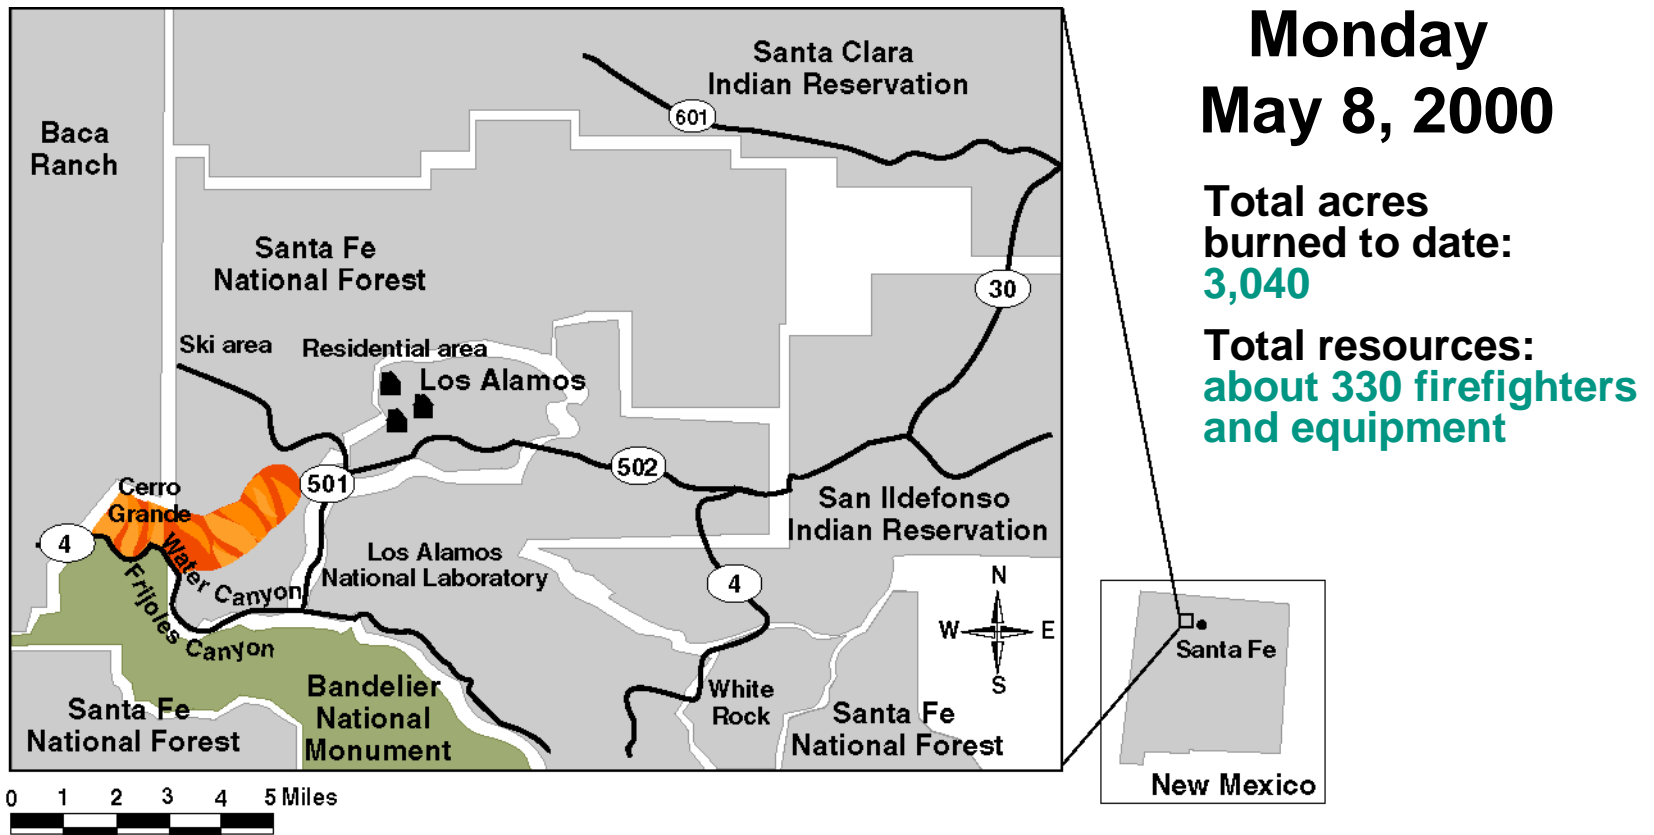 Monday
May 8, 2000
Total acres
burned to date:
3,040
Total resources:
about 330 firefighters
and equipment
Santa Clara
Indian Reservation
601
Baca
Ranch
Santa Fe
National Forest
30
Ski area
Residential area
Los Alamos
502
501
Cerro
Grande
4
San Ildefonso
Indian Reservation
Los Alamos
National Laboratory
Water Canyon
Frijoles Canyon
4
N
W E
S
White
Rock
Bandelier
National
Monument
Santa Fe
National Forest
Santa Fe
National Forest
Santa Fe
New Mexico
0 1 2 3 4 5 Miles